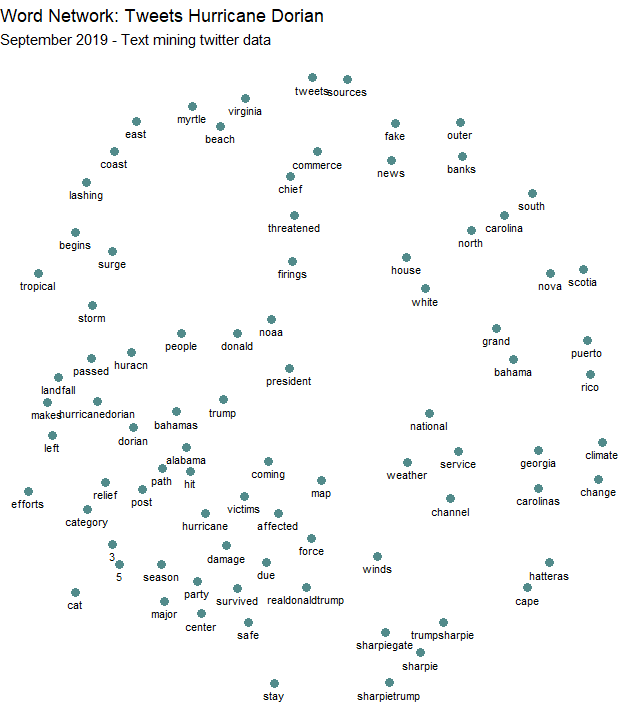 Word Network: Tweets Hurricane Dorian
September 2019 - Text mining twitter data
tweets
sources
virginia
myrtle
east
beach
fake
outer
coast
commerce
news
banks
chief
lashing
south
threatened
carolina
begins
north
surge
firings
house
tropical
nova
scotia
white
storm
noaa
people
donald
grand
puerto
huracn
passed
bahama
president
rico
landfall
makes
hurricanedorian
trump
bahamas
national
dorian
left
alabama
coming
weather
service
georgia
climate
path
hit
relief
post
map
change
efforts
victims
channel
carolinas
category
hurricane
affected
force
3
damage
winds
5
season
due
hatteras
party
cat
major
survived
realdonaldtrump
cape
center
safe
sharpiegate
trumpsharpie
sharpie
stay
sharpietrump